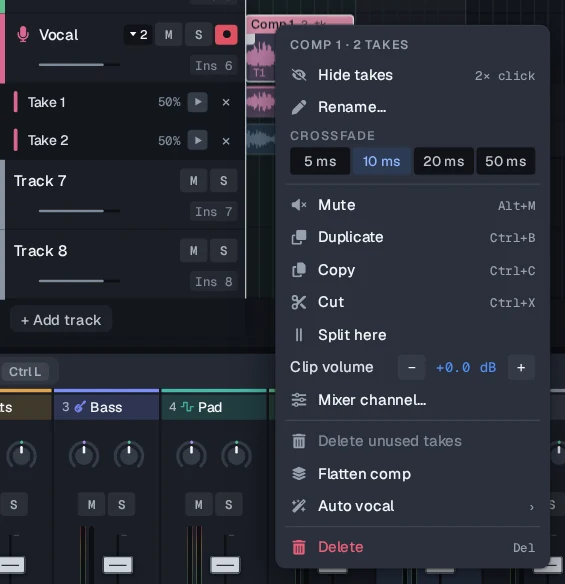 Vocal
2 M S
Ins 6
Take 1 50% ×
Take 2 50% ×
Track 7 M S
Ins 7
Track 8 M S
Ins 8
+ Add track
Comp 1
T1
COMP 1 · 2 TAKES
Hide takes 2× click
Rename...
CROSSFADE
5 ms 10 ms 20 ms 50 ms
Mute Alt+M
Duplicate Ctrl+B
Copy Ctrl+C
Cut Ctrl+X
Split here
Clip volume − +0.0 dB +
Mixer channel...
Delete unused takes
Flatten comp
Auto vocal ›
Delete Del
Ctrl L
ts 3 Bass 4 Pad
S M S M S S